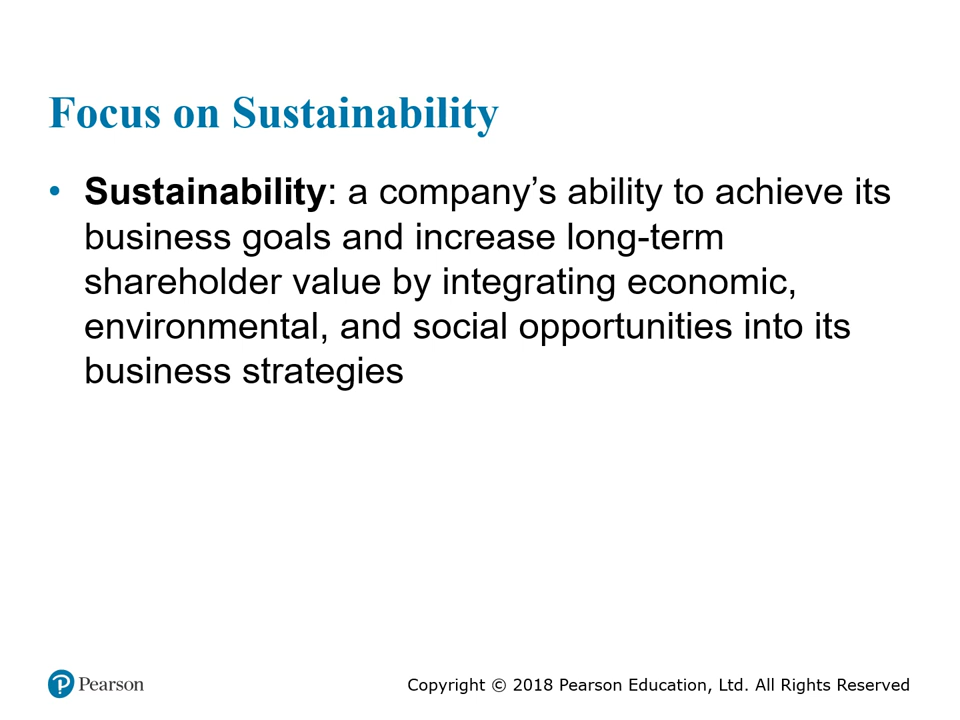 Focus on Sustainability
• Sustainability: a company’s ability to achieve its
business goals and increase long-term
shareholder value by integrating economic,
environmental, and social opportunities into its
business strategies
Pearson
Copyright © 2018 Pearson Education, Ltd. All Rights Reserved